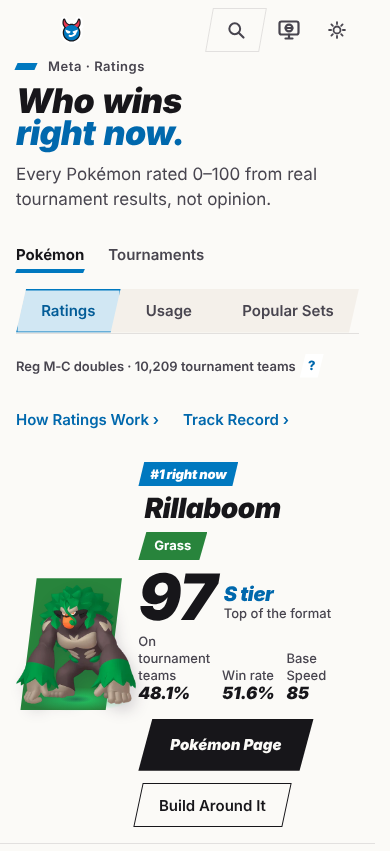 Meta · Ratings
Who wins
right now.
Every Pokémon rated 0–100 from real
tournament results, not opinion.
Pokémon Tournaments
Ratings Usage Popular Sets
Reg M-C doubles · 10,209 tournament teams ?
How Ratings Work › Track Record ›
#1 right now
Rillaboom
Grass
97 S tier
Top of the format
On
tournament
teams
48.1%
Win rate
51.6%
Base
Speed
85
Pokémon Page
Build Around It